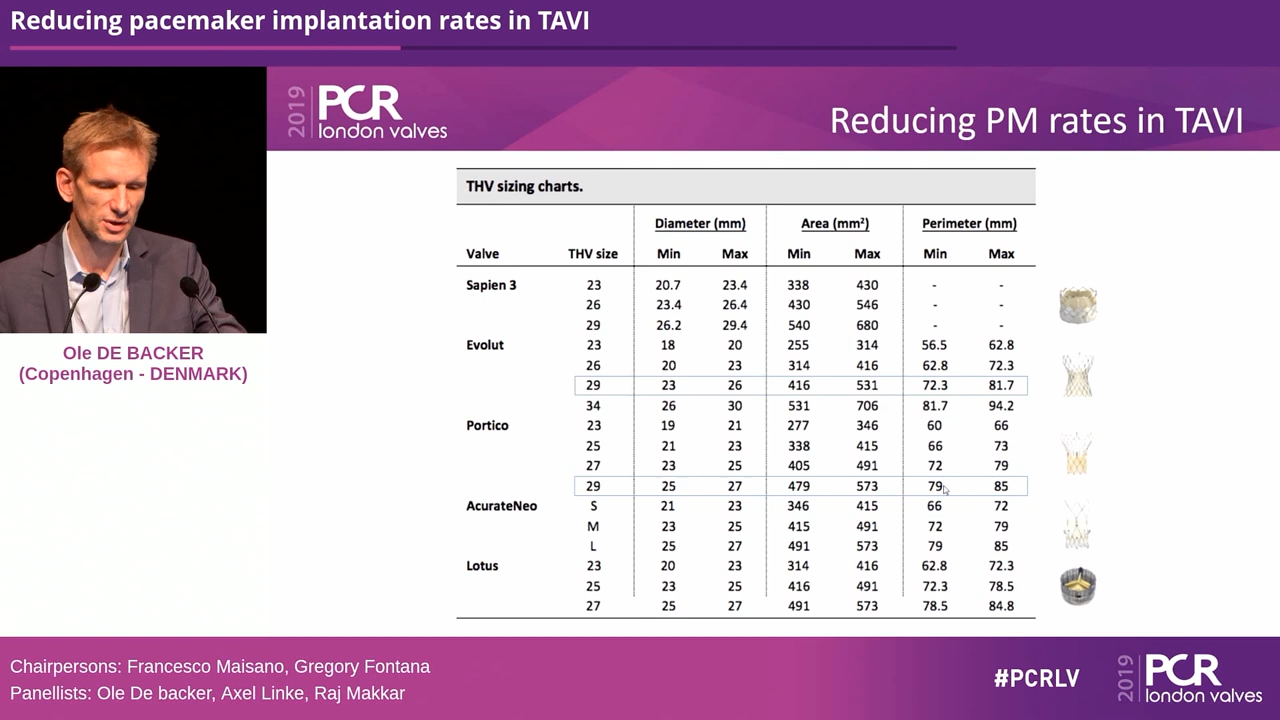 Reducing pacemaker implantation rates in TAVI
2019 PCR london valves
Reducing PM rates in TAVI
THV sizing charts.
Diameter (mm) Area (mm²) Perimeter (mm)
Valve THV size Min Max Min Max Min Max
Sapien 3 23 20.7 23.4 338 430 - -
26 23.4 26.4 430 546 - -
29 26.2 29.4 540 680 - -
Evolut 23 18 20 255 314 56.5 62.8
26 20 23 314 416 62.8 72.3
29 23 26 416 531 72.3 81.7
34 26 30 531 706 81.7 94.2
Portico 23 19 21 277 346 60 66
25 21 23 338 415 66 73
27 23 25 405 491 72 79
29 25 27 479 573 79 85
AcurateNeo S 21 23 346 415 66 72
M 23 25 415 491 72 79
L 25 27 491 573 79 85
Lotus 23 20 23 314 416 62.8 72.3
25 23 25 416 491 72.3 78.5
27 25 27 491 573 78.5 84.8
Ole DE BACKER
(Copenhagen - DENMARK)
Chairpersons: Francesco Maisano, Gregory Fontana
Panellists: Ole De backer, Axel Linke, Raj Makkar
#PCRLV
2019 PCR london valves